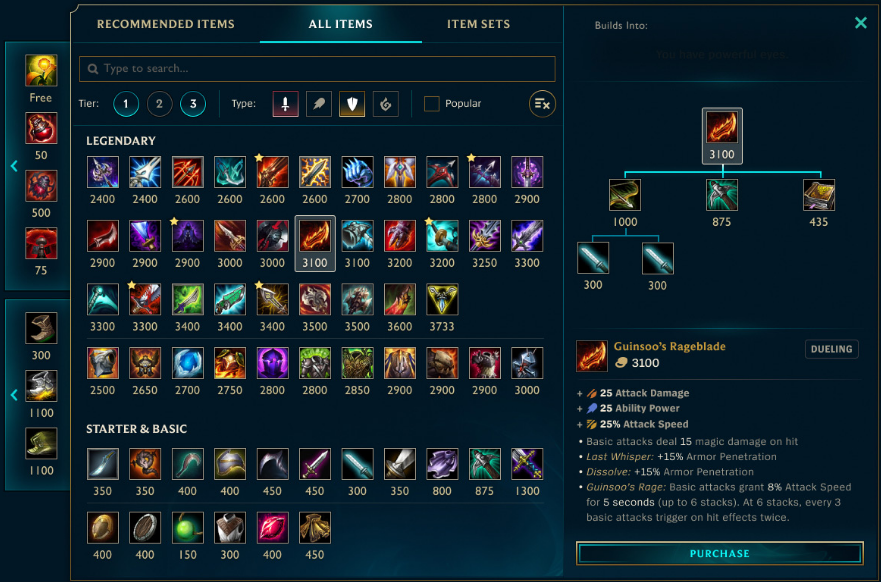 RECOMMENDED ITEMS
ALL ITEMS
ITEM SETS
Type to search...
Tier: 1 2 3 Type: Popular
Free
50
500
75
300
1100
1100
LEGENDARY
2400 2400 2600 2600 2600 2600 2700 2800 2800 2800 2900
2900 2900 2900 3000 3000 3100 3100 3200 3200 3250 3300
3300 3300 3400 3400 3400 3500 3500 3600 3733
2500 2650 2700 2750 2800 2800 2850 2900 2900 2900 3000
STARTER & BASIC
350 350 400 400 450 450 300 350 800 875 1300
400 400 150 300 400 450
Builds Into:
3100
1000 875 435
300 300
Guinsoo's Rageblade
3100
DUELING
+ 25 Attack Damage
+ 25 Ability Power
+ 25% Attack Speed
• Basic attacks deal 15 magic damage on hit
• Last Whisper: +15% Armor Penetration
• Dissolve: +15% Armor Penetration
• Guinsoo's Rage: Basic attacks grant 8% Attack Speed
for 5 seconds (up to 6 stacks). At 6 stacks, every 3
basic attacks trigger on hit effects twice.
PURCHASE